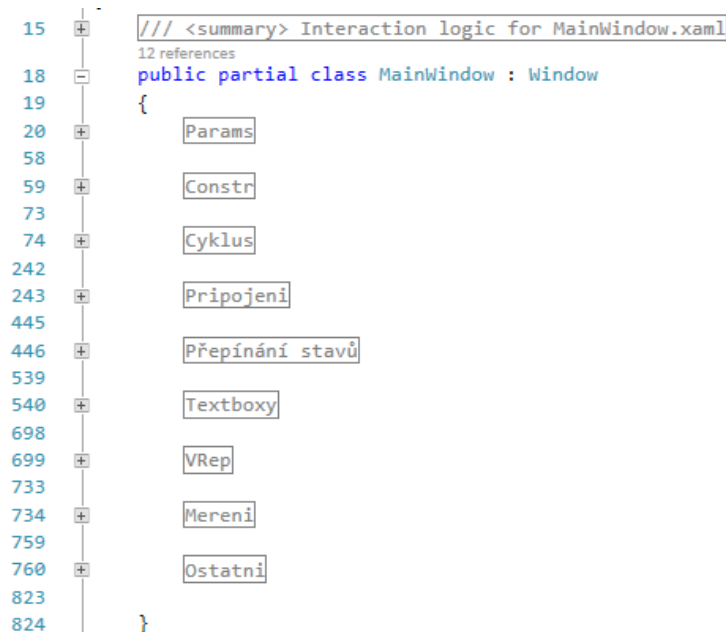 15 /// <summary> Interaction logic for MainWindow.xaml
12 references
18 public partial class MainWindow : Window
19 {
20 Params
58
59 Constr
73
74 Cyklus
242
243 Pripojeni
445
446 Přepínání stavů
539
540 Textboxy
698
699 VRep
733
734 Mereni
759
760 Ostatni
823
824 }